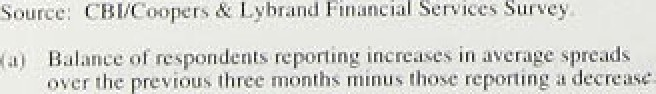 Source: CBI/Coopers & Lybrand Financial Services Survey.
(a) Balance of respondents reporting increases in average spreads
over the previous three months minus those reporting a decrease.